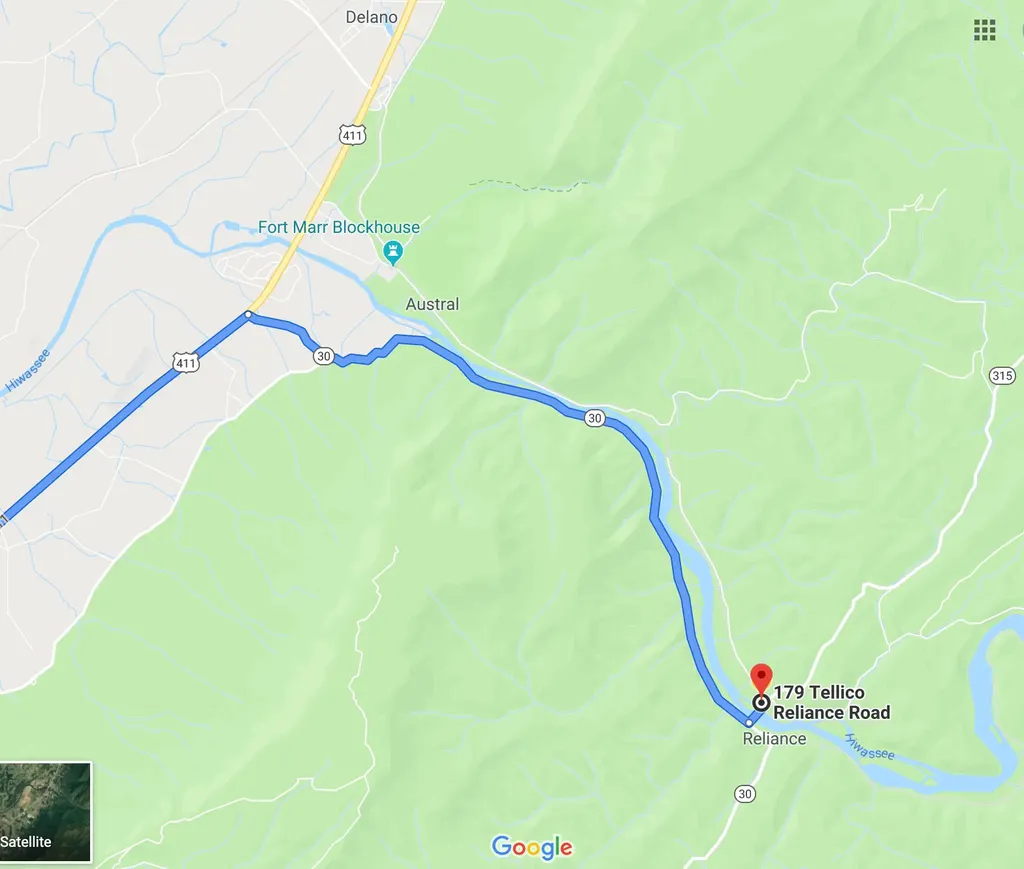 Delano
411
Fort Marr Blockhouse
Austral
Hiwassee
411
30
315
30
179 Tellico
Reliance Road
Reliance
Hiwassee
30
Satellite
Google